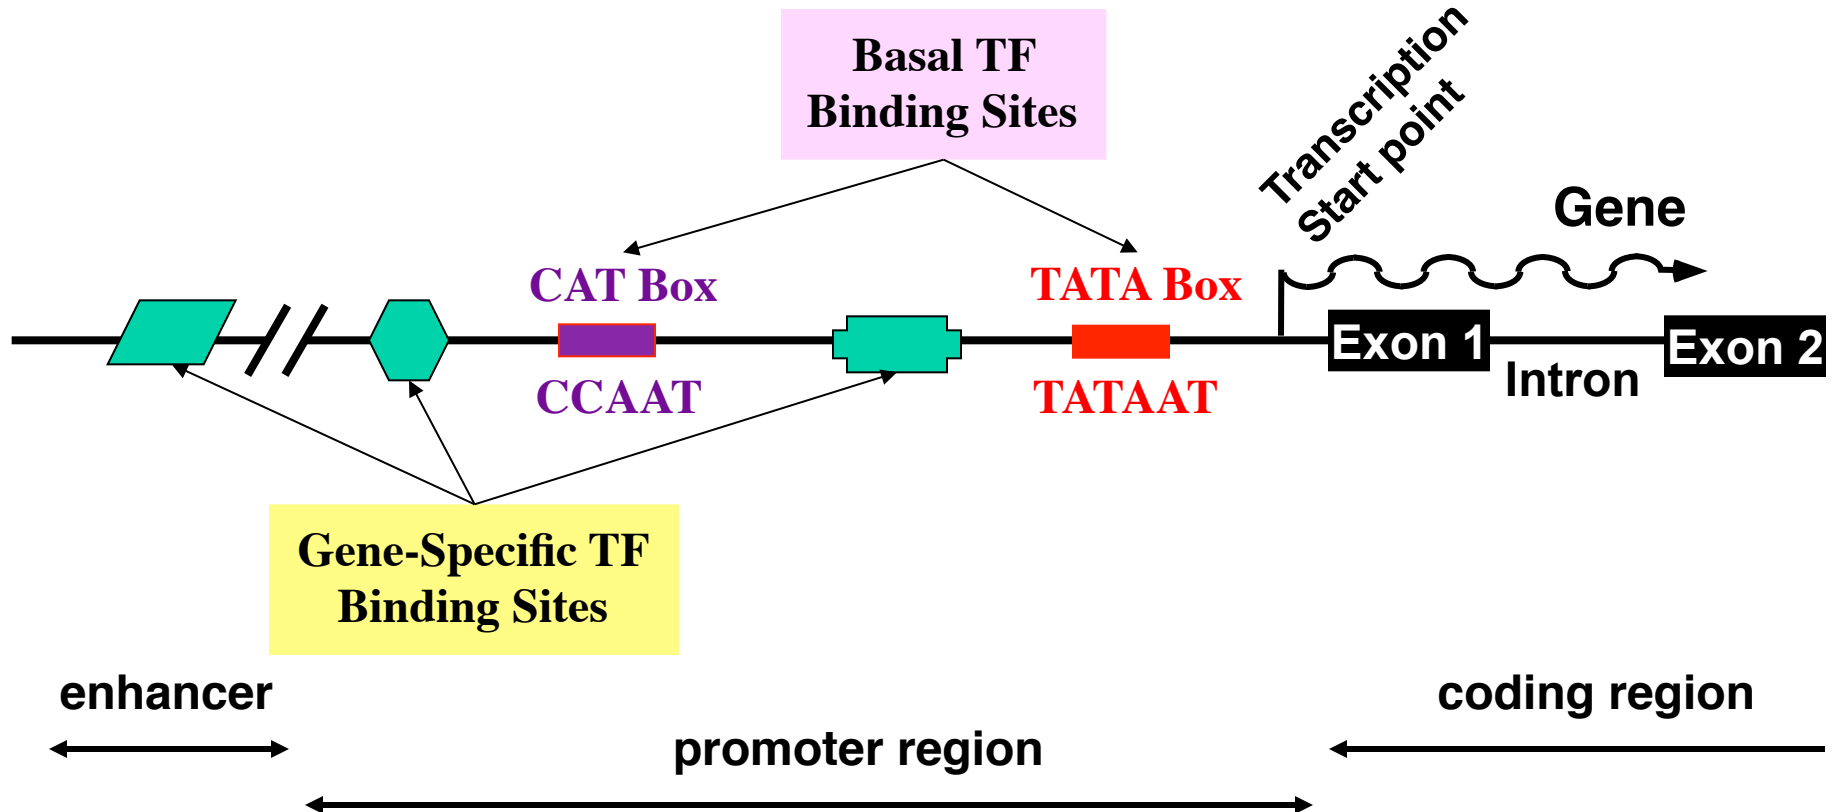 Basal TF
Binding Sites
Transcription
Start point
Gene
CAT Box
TATA Box
Exon 1
Exon 2
Intron
CCAAT
TATAAT
Gene-Specific TF
Binding Sites
enhancer
coding region
promoter region